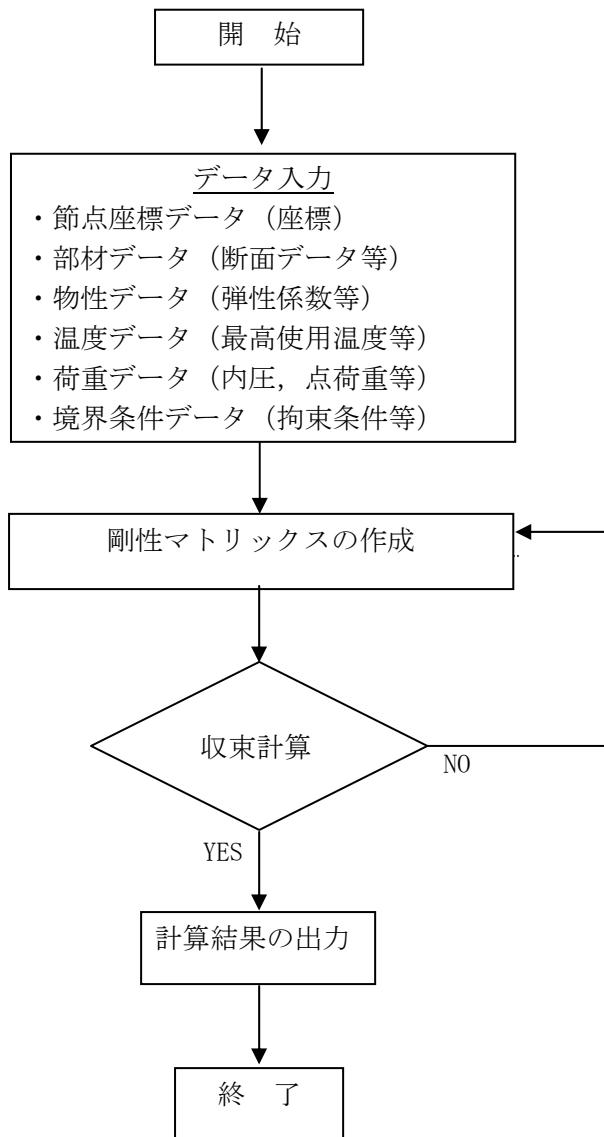 開　始
データ入力
・節点座標データ（座標）
・部材データ（断面データ等）
・物性データ（弾性係数等）
・温度データ（最高使用温度等）
・荷重データ（内圧，点荷重等）
・境界条件データ（拘束条件等）
剛性マトリックスの作成
収束計算
NO
YES
計算結果の出力
終　了